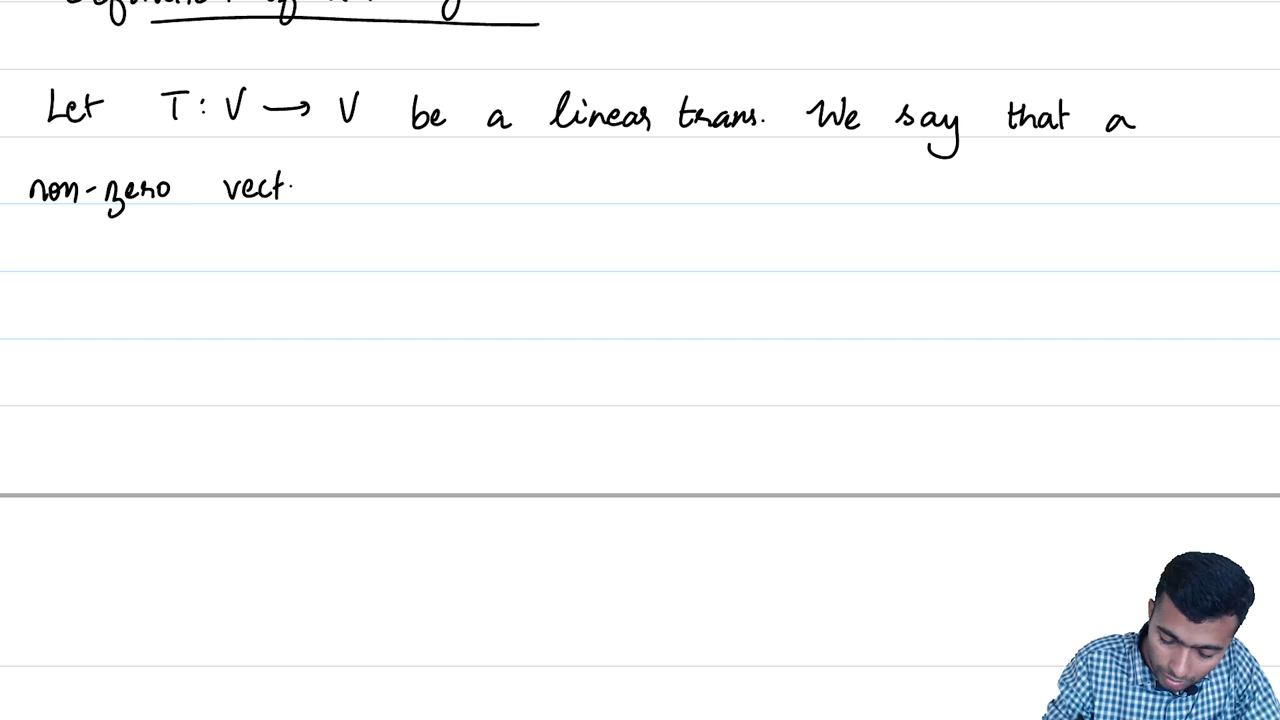 Let T : V → V be a linear trans. We say that a
non-zero vect.